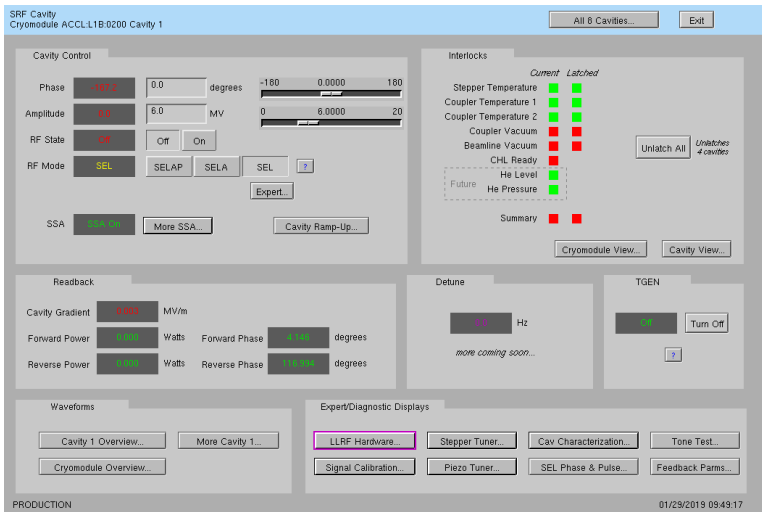 SRF Cavity
Cryomodule ACCL:L1B:0200 Cavity 1
All 8 Cavities...
Exit
Cavity Control
Phase
0.0
degrees
-180 0.0000 180
Amplitude
6.0
MV
0 6.0000 20
RF State
Off
Off
On
RF Mode
SEL
SELAP
SELA
SEL
?
Expert...
SSA
SSA On
More SSA...
Cavity Ramp-Up...
Interlocks
Current Latched
Stepper Temperature
Coupler Temperature 1
Coupler Temperature 2
Coupler Vacuum
Beamline Vacuum
CHL Ready
Future
He Level
He Pressure
Summary
Unlatch All
Unlatches
4 cavities
Cryomodule View...
Cavity View...
Readback
Cavity Gradient
MV/m
Forward Power
0.000
Watts
Forward Phase
4.146
degrees
Reverse Power
0.000
Watts
Reverse Phase
116.994
degrees
Detune
Hz
more coming soon...
TGEN
Off
Turn Off
?
Waveforms
Cavity 1 Overview...
More Cavity 1...
Cryomodule Overview...
Expert/Diagnostic Displays
LLRF Hardware...
Stepper Tuner...
Cav Characterization...
Tone Test...
Signal Calibration...
Piezo Tuner...
SEL Phase & Pulse...
Feedback Parms...
PRODUCTION
01/29/2019 09:49:17